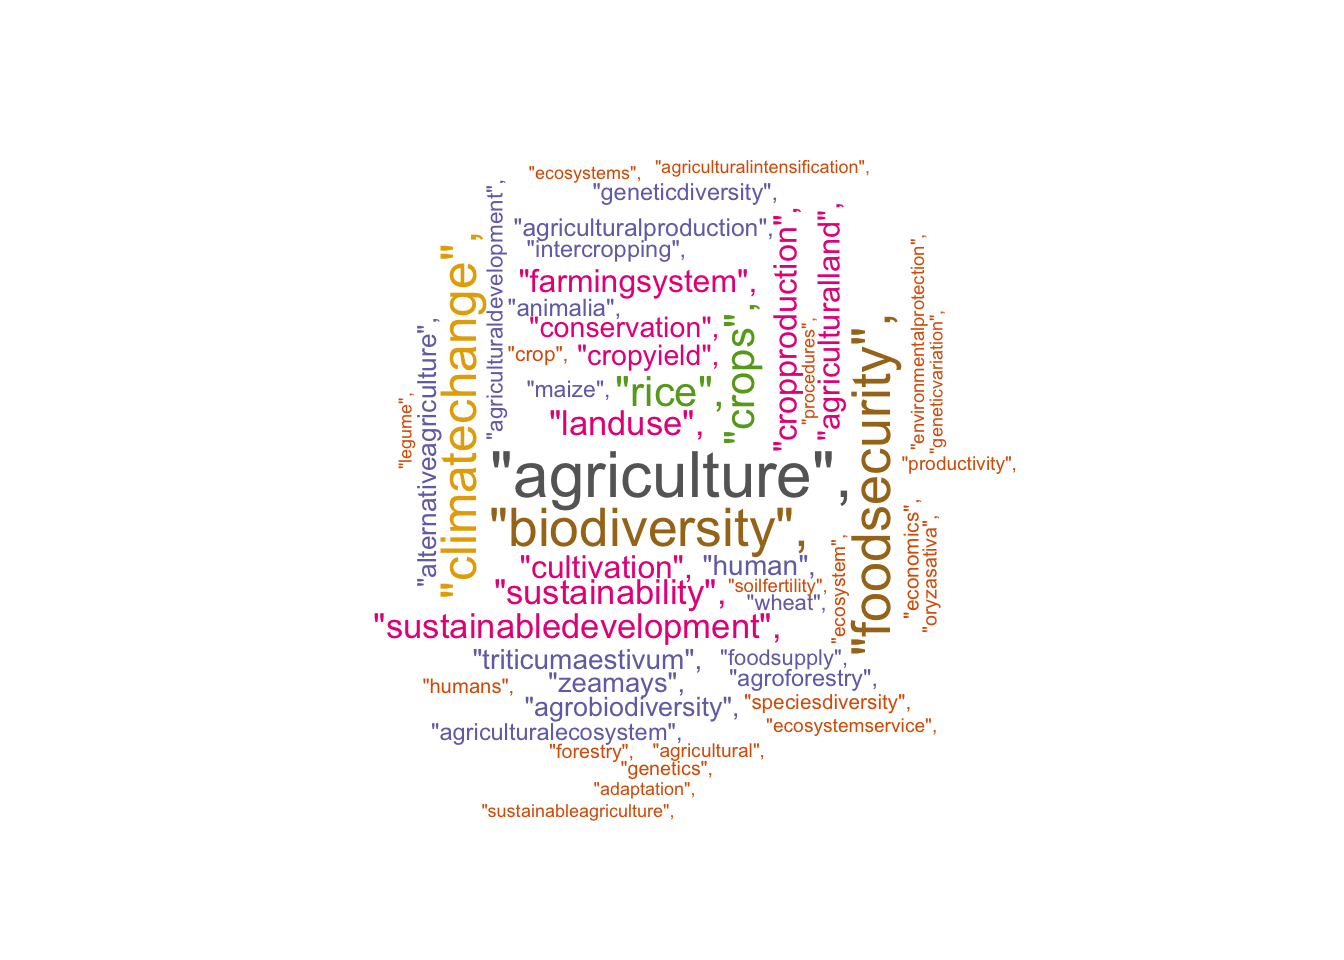 "ecosystems",
"agriculturalintensification",
"geneticdiversity",
"agriculturaldevelopment",
"agriculturalproduction",
"intercropping",
"climatechange",
"farmingsystem",
"cropproduction",
"agriculturalland",
"animalia",
"conservation",
"crops",
"procedures",
"environmentalprotection",
"geneticvariation",
"alternativeagriculture",
"crop",
"cropyield",
"maize",
"rice",
"foodsecurity",
"legume",
"landuse",
"agriculture",
"productivity",
"biodiversity",
"economics",
"oryzasativa",
"cultivation",
"human",
"ecosystem",
"sustainability",
"soilfertility",
"wheat",
"sustainabledevelopment",
"triticumaestivum",
"foodsupply",
"humans",
"zeamays",
"agroforestry",
"agrobiodiversity",
"speciesdiversity",
"agriculturalecosystem",
"ecosystemservice",
"forestry",
"agricultural",
"genetics",
"adaptation",
"sustainableagriculture",